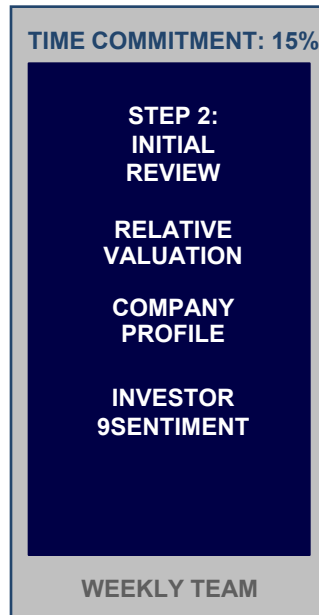 TIME COMMITMENT: 15%
STEP 2:
INITIAL
REVIEW
RELATIVE
VALUATION
COMPANY
PROFILE
INVESTOR
9SENTIMENT
WEEKLY TEAM